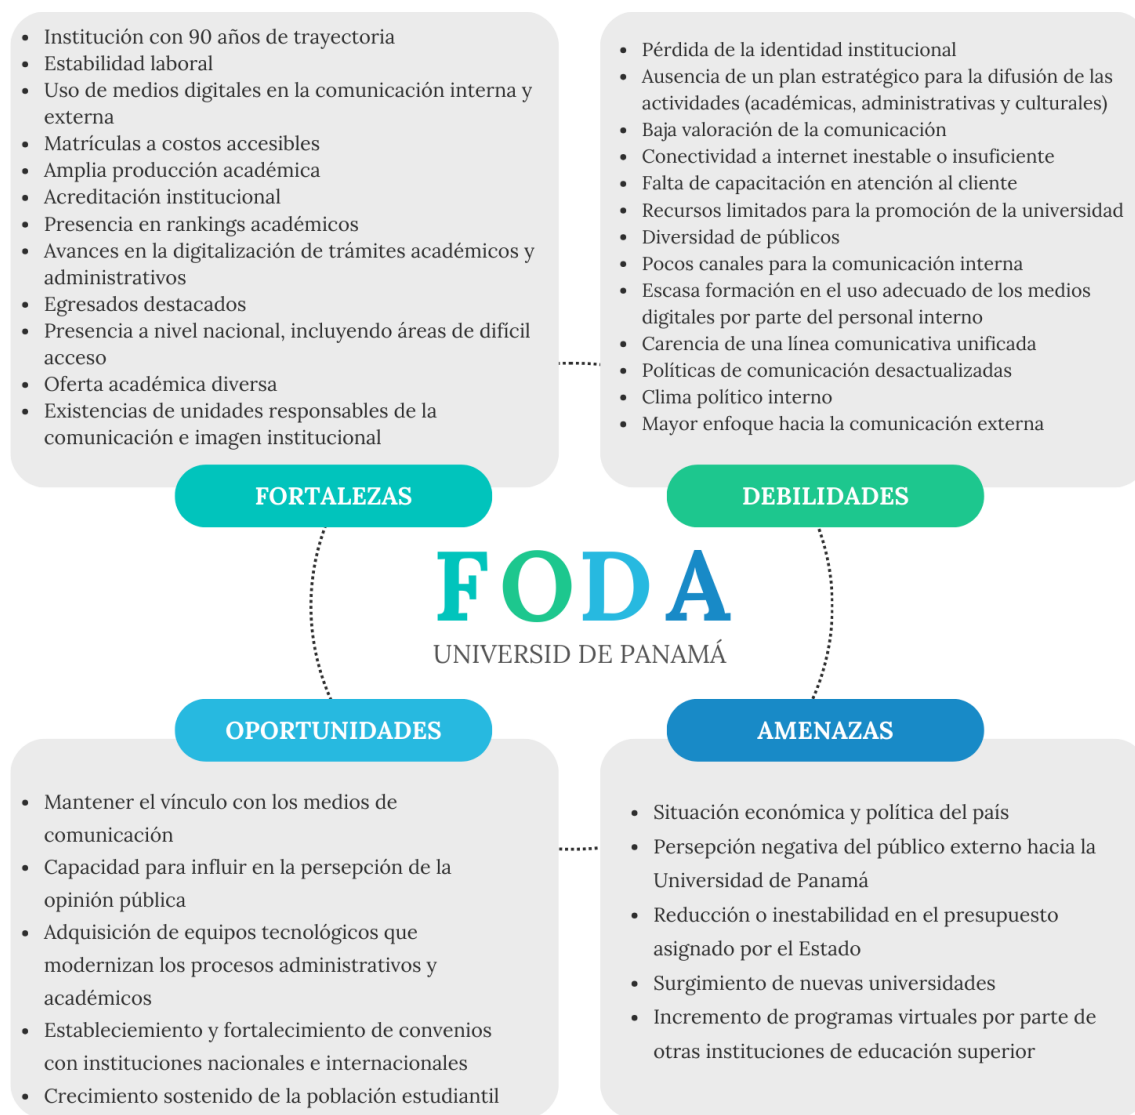 • Institución con 90 años de trayectoria
• Estabilidad laboral
• Uso de medios digitales en la comunicación interna y
externa
• Matrículas a costos accesibles
• Amplia producción académica
• Acreditación institucional
• Presencia en rankings académicos
• Avances en la digitalización de trámites académicos y
administrativos
• Egresados destacados
• Presencia a nivel nacional, incluyendo áreas de difícil
acceso
• Oferta académica diversa
• Existencias de unidades responsables de la
comunicación e imagen institucional
FORTALEZAS
• Pérdida de la identidad institucional
• Ausencia de un plan estratégico para la difusión de las
actividades (académicas, administrativas y culturales)
• Baja valoración de la comunicación
• Conectividad a internet inestable o insuficiente
• Falta de capacitación en atención al cliente
• Recursos limitados para la promoción de la universidad
• Diversidad de públicos
• Pocos canales para la comunicación interna
• Escasa formación en el uso adecuado de los medios
digitales por parte del personal interno
• Carencia de una línea comunicativa unificada
• Políticas de comunicación desactualizadas
• Clima político interno
• Mayor enfoque hacia la comunicación externa
DEBILIDADES
FODA
UNIVERSID DE PANAMÁ
OPORTUNIDADES
• Mantener el vínculo con los medios de
comunicación
• Capacidad para influir en la persepción de la
opinión pública
• Adquisición de equipos tecnológicos que
modernizan los procesos administrativos y
académicos
• Estableciemiento y fortalecimiento de convenios
con instituciones nacionales e internacionales
• Crecimiento sostenido de la población estudiantil
AMENAZAS
• Situación económica y política del país
• Persepción negativa del público externo hacia la
Universidad de Panamá
• Reducción o inestabilidad en el presupuesto
asignado por el Estado
• Surgimiento de nuevas universidades
• Incremento de programas virtuales por parte de
otras instituciones de educación superior